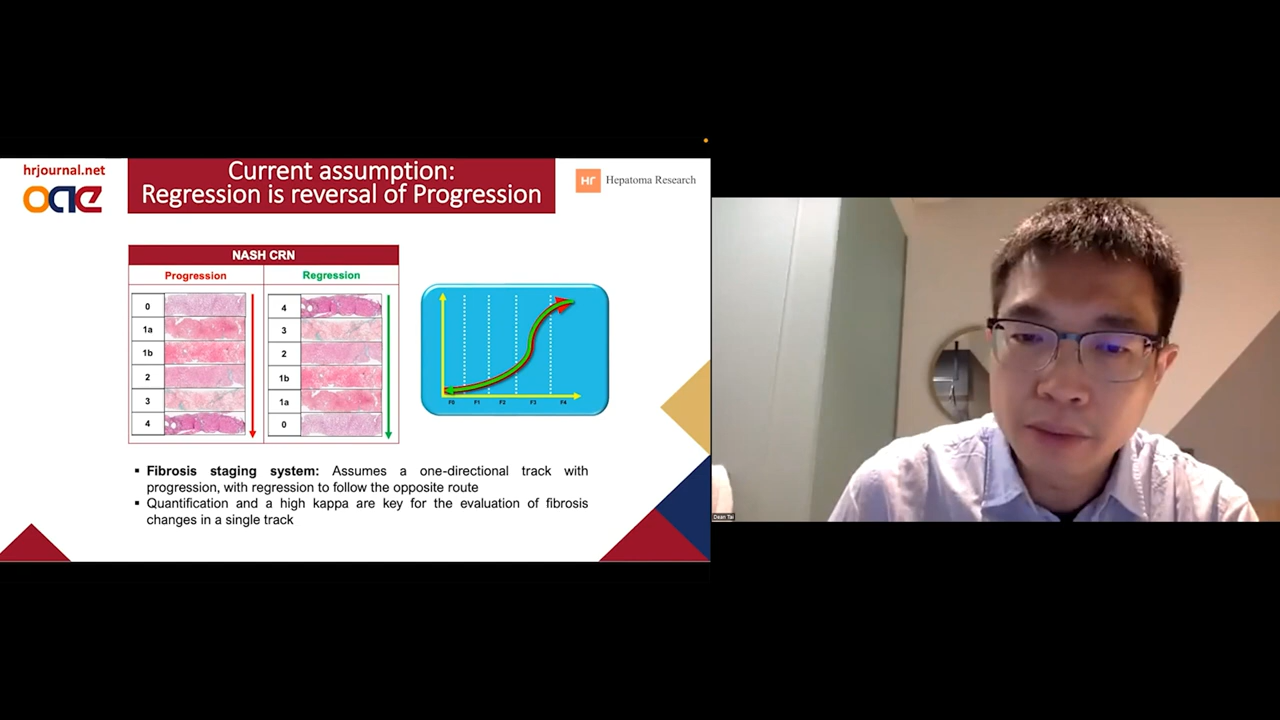 hrjournal.net
oae
Current assumption:
Regression is reversal of Progression
Hr
Hepatoma Research
NASH CRN
Progression
Regression
0
1a
1b
2
3
4
4
3
2
1b
1a
0
F0 F1 F2 F3 F4
▪ Fibrosis staging system: Assumes a one-directional track with
progression, with regression to follow the opposite route
▪ Quantification and a high kappa are key for the evaluation of fibrosis
changes in a single track
Dean Tai